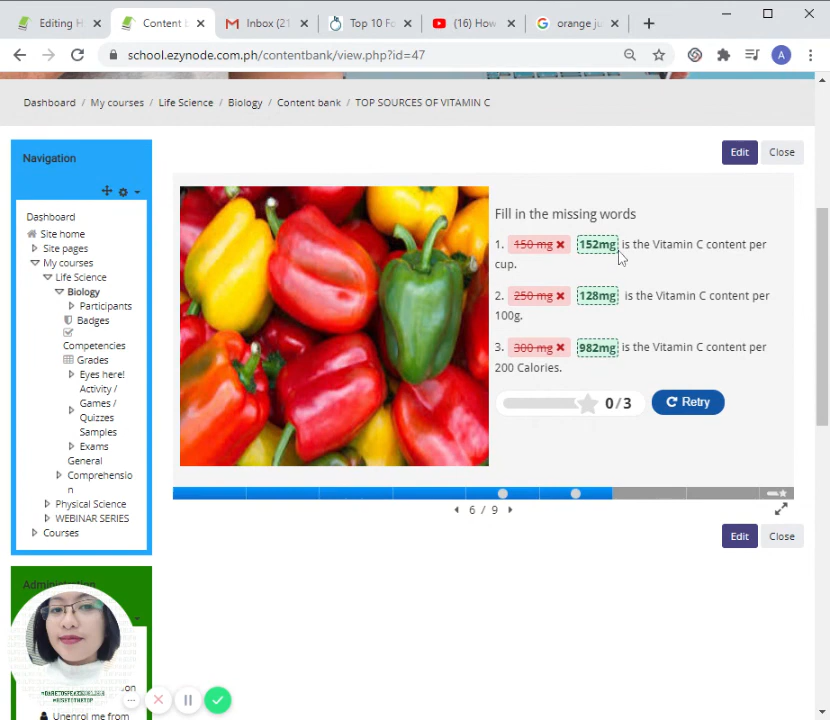 Editing H
Content b
Inbox (21
Top 10 Fo
(16) How
orange ju
school.ezynode.com.ph/contentbank/view.php?id=47
A
Dashboard / My courses / Life Science / Biology / Content bank / TOP SOURCES OF VITAMIN C
Navigation
Dashboard
Site home
Site pages
My courses
Life Science
Biology
Participants
Badges
Competencies
Grades
Eyes here!
Activity /
Games /
Quizzes
Samples
Exams
General
Comprehensio
n
Physical Science
WEBINAR SERIES
Courses
Edit Close
Fill in the missing words
1. 150 mg 152mg is the Vitamin C content per
cup.
2. 250 mg 128mg is the Vitamin C content per
100g.
3. 300 mg 982mg is the Vitamin C content per
200 Calories.
0/3 Retry
6 / 9
Edit Close
Administration
on
Unenrol me from